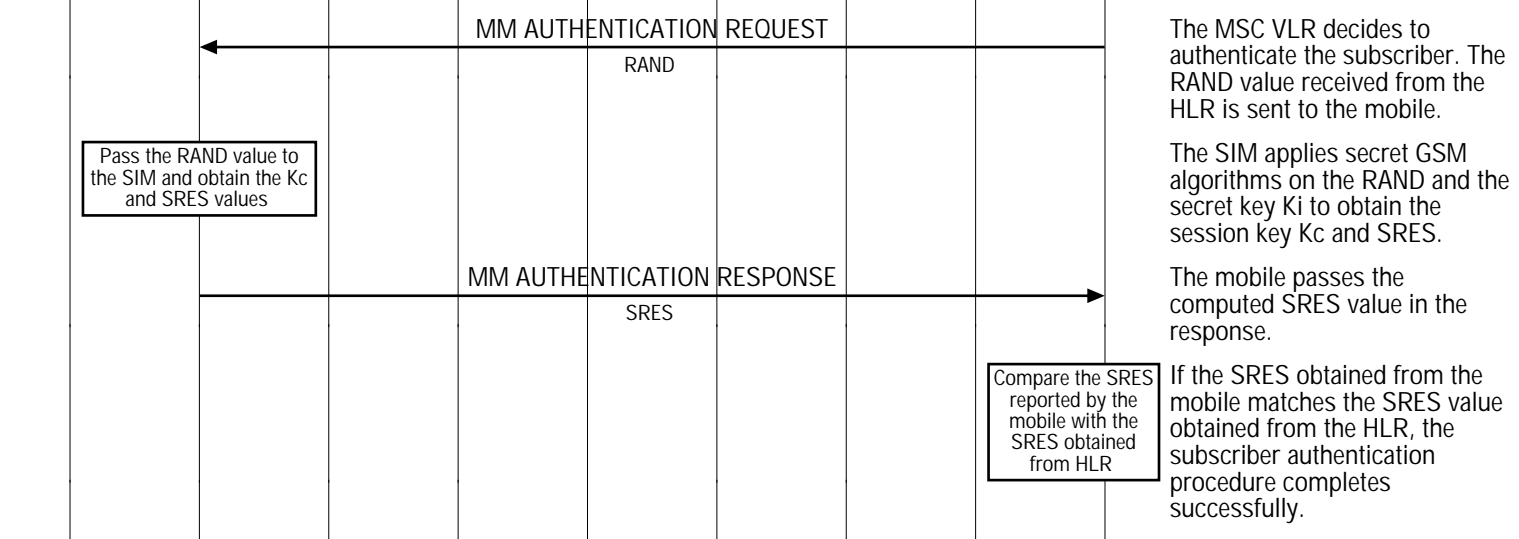 MM AUTHENTICATION REQUEST
RAND
The MSC VLR decides to
authenticate the subscriber. The
RAND value received from the
HLR is sent to the mobile.
Pass the RAND value to
the SIM and obtain the Kc
and SRES values
The SIM applies secret GSM
algorithms on the RAND and the
secret key Ki to obtain the
session key Kc and SRES.
MM AUTHENTICATION RESPONSE
SRES
The mobile passes the
computed SRES value in the
response.
Compare the SRES
reported by the
mobile with the
SRES obtained
from HLR
If the SRES obtained from the
mobile matches the SRES value
obtained from the HLR, the
subscriber authentication
procedure completes
successfully.